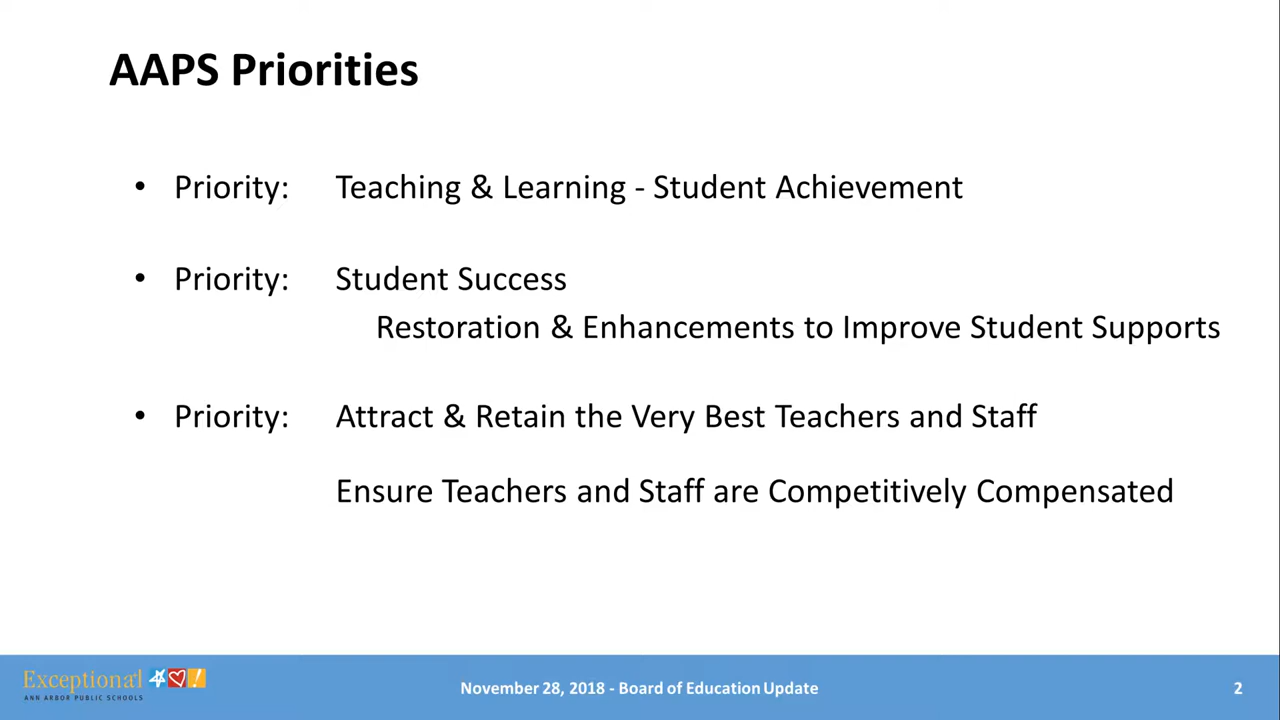 AAPS Priorities
• Priority: Teaching & Learning - Student Achievement
• Priority: Student Success
Restoration & Enhancements to Improve Student Supports
• Priority: Attract & Retain the Very Best Teachers and Staff
Ensure Teachers and Staff are Competitively Compensated
Exceptional
ANN ARBOR PUBLIC SCHOOLS
November 28, 2018 - Board of Education Update
2